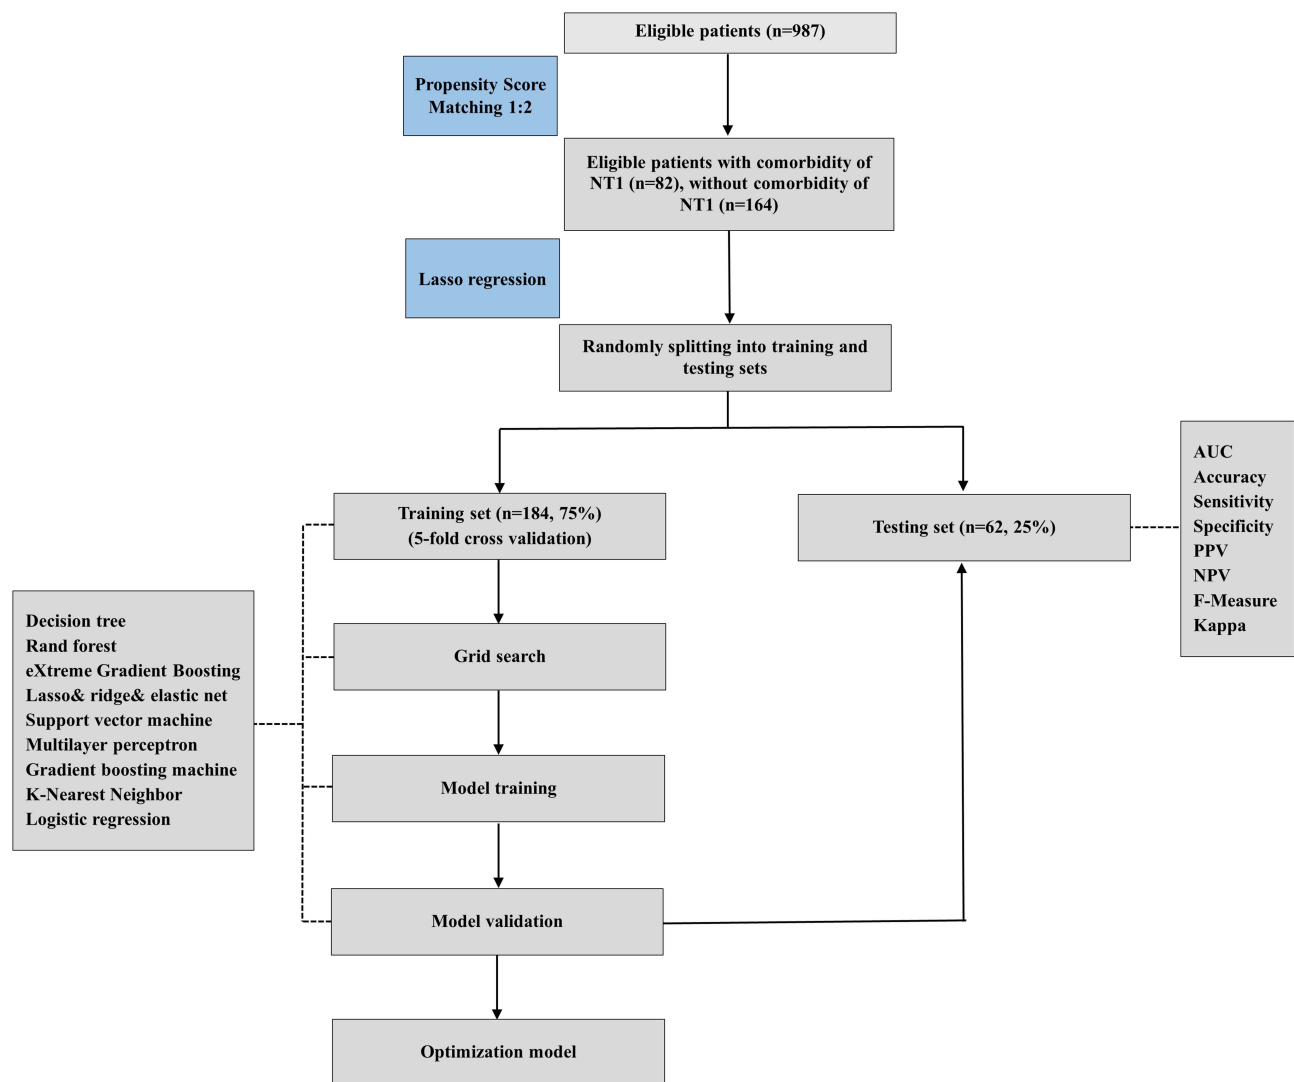 Eligible patients (n=987)
Propensity Score
Matching 1:2
Eligible patients with comorbidity of
NT1 (n=82), without comorbidity of
NT1 (n=164)
Lasso regression
Randomly splitting into training and
testing sets
Training set (n=184, 75%)
(5-fold cross validation)
Testing set (n=62, 25%)
AUC
Accuracy
Sensitivity
Specificity
PPV
NPV
F-Measure
Kappa
Decision tree
Rand forest
eXtreme Gradient Boosting
Lasso& ridge& elastic net
Support vector machine
Multilayer perceptron
Gradient boosting machine
K-Nearest Neighbor
Logistic regression
Grid search
Model training
Model validation
Optimization model